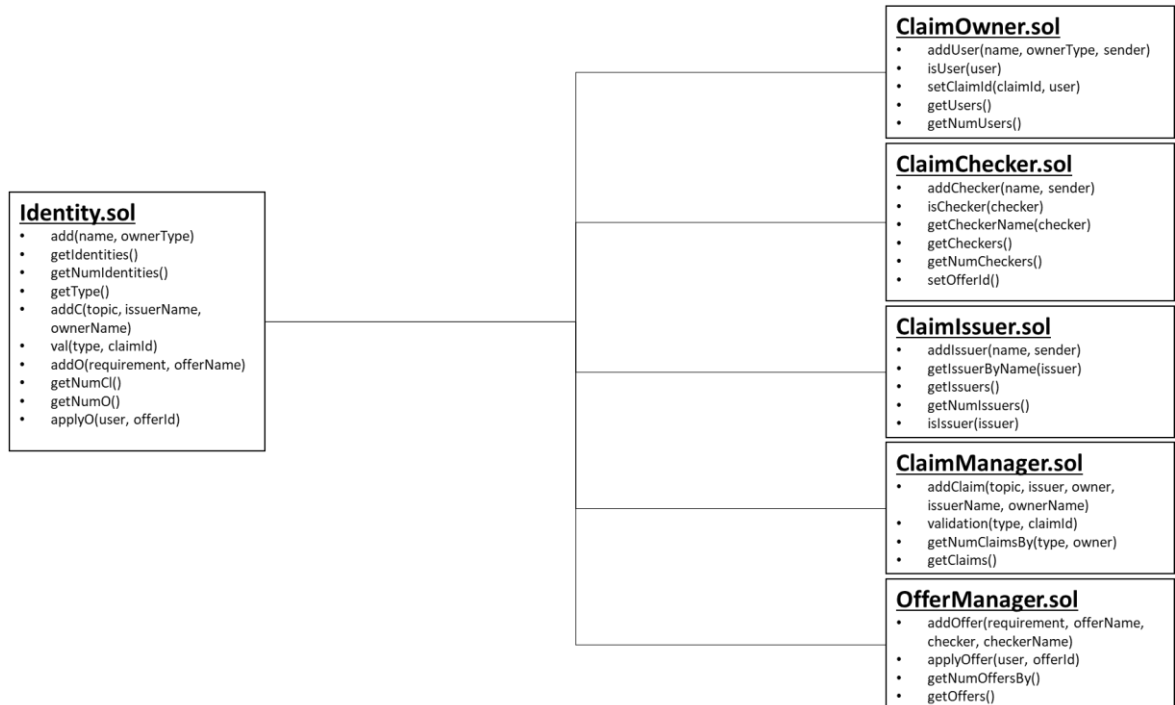 Identity.sol
• add(name, ownerType)
• getIdentities()
• getNumIdentities()
• getType()
• addC(topic, issuerName,
ownerName)
• val(type, claimId)
• addO(requirement, offerName)
• getNumCl()
• getNumO()
• applyO(user, offerId)
ClaimOwner.sol
• addUser(name, ownerType, sender)
• isUser(user)
• setClaimId(claimId, user)
• getUsers()
• getNumUsers()
ClaimChecker.sol
• addChecker(name, sender)
• isChecker(checker)
• getCheckerName(checker)
• getCheckers()
• getNumCheckers()
• setOfferId()
ClaimIssuer.sol
• addIssuer(name, sender)
• getIssuerByName(issuer)
• getIssuers()
• getNumIssuers()
• isIssuer(issuer)
ClaimManager.sol
• addClaim(topic, issuer, owner,
issuerName, ownerName)
• validation(type, claimId)
• getNumClaimsBy(type, owner)
• getClaims()
OfferManager.sol
• addOffer(requirement, offerName,
checker, checkerName)
• applyOffer(user, offerId)
• getNumOffersBy()
• getOffers()